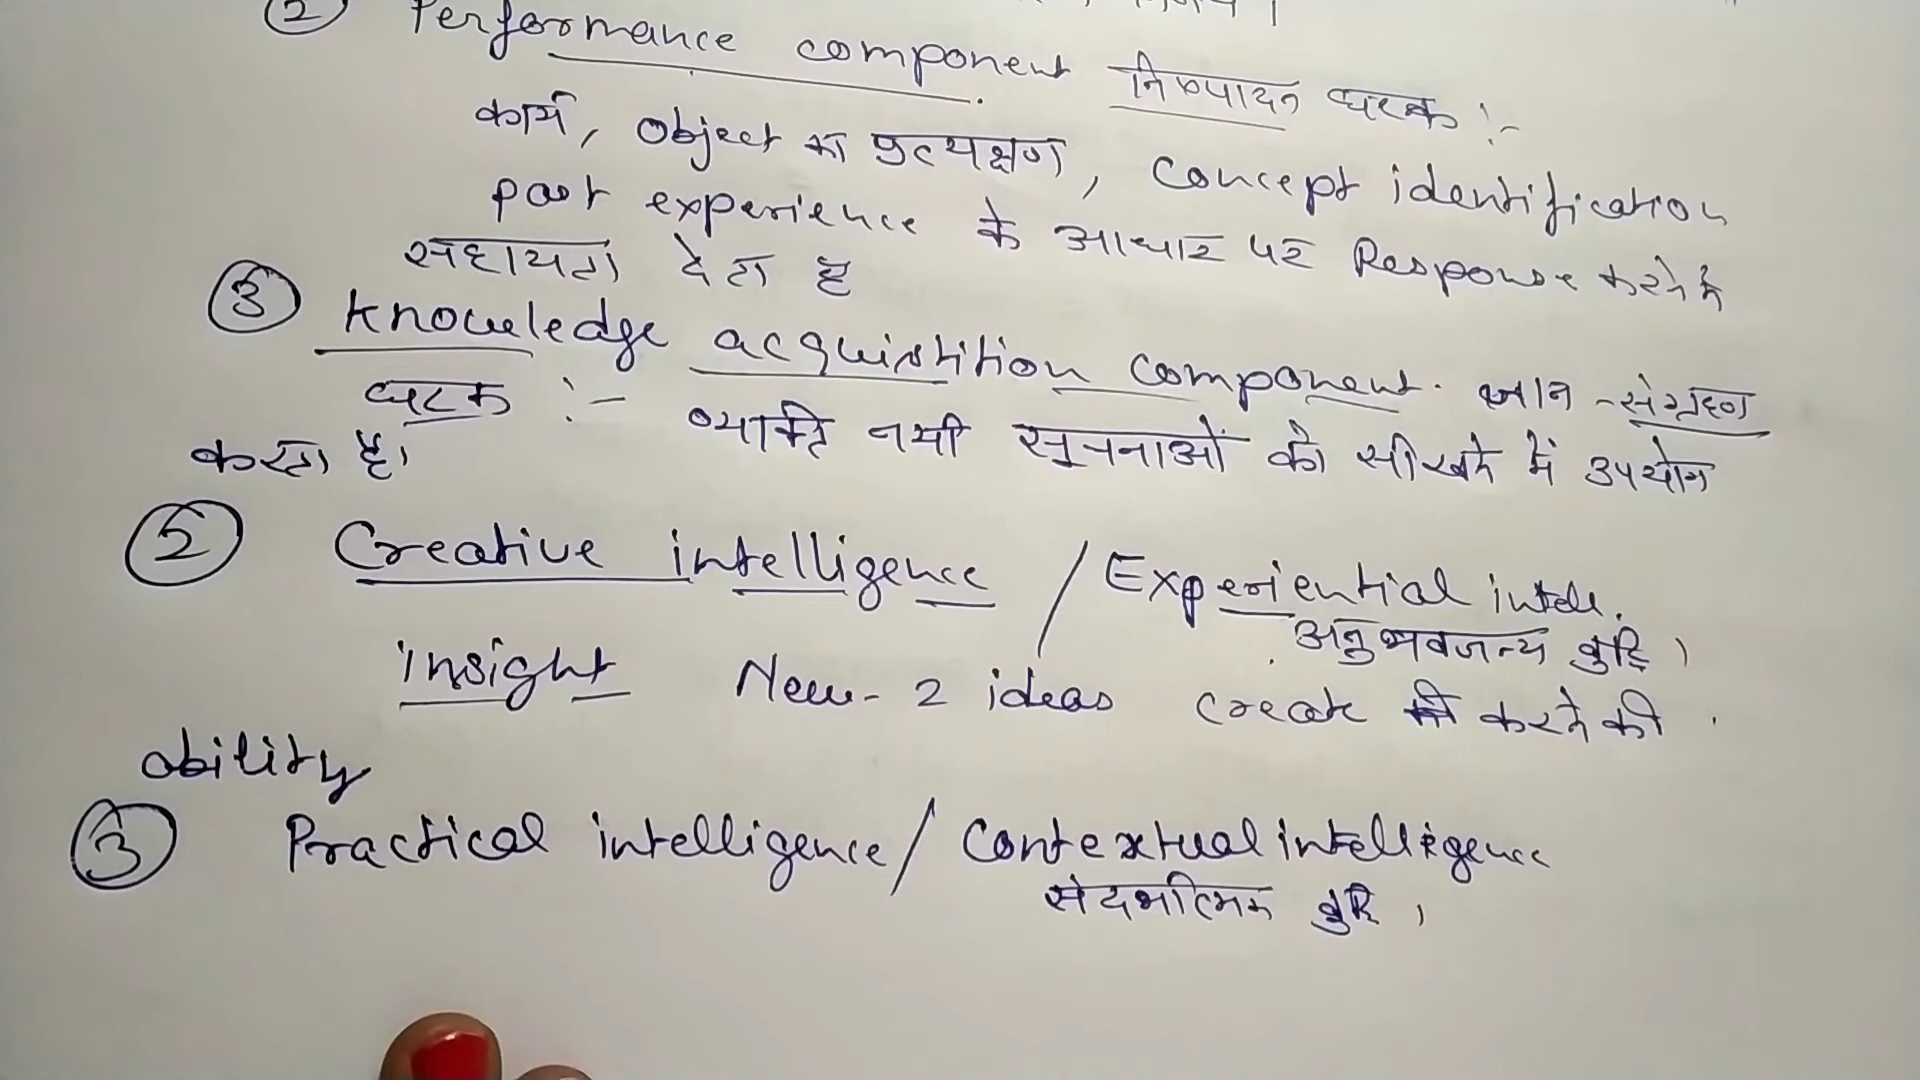 ② Performance component निष्पादन घटक :-
कार्य, object का प्रत्यक्षण, concept identification
past experience के आधार पर Response करने में
सहायता देता है
③ Knowledge acquisition component. ज्ञान-संग्रहण
घटक :- व्यक्ति नयी सूचनाओं को सीखने में उपयोग
करता है।
② Creative intelligence / Experiential intell.
अनुभवजन्य बुद्धि।
insight New-2 ideas create करने की
ability
③ Practical intelligence / Contextual intelligence
संदर्भात्मक बुद्धि।